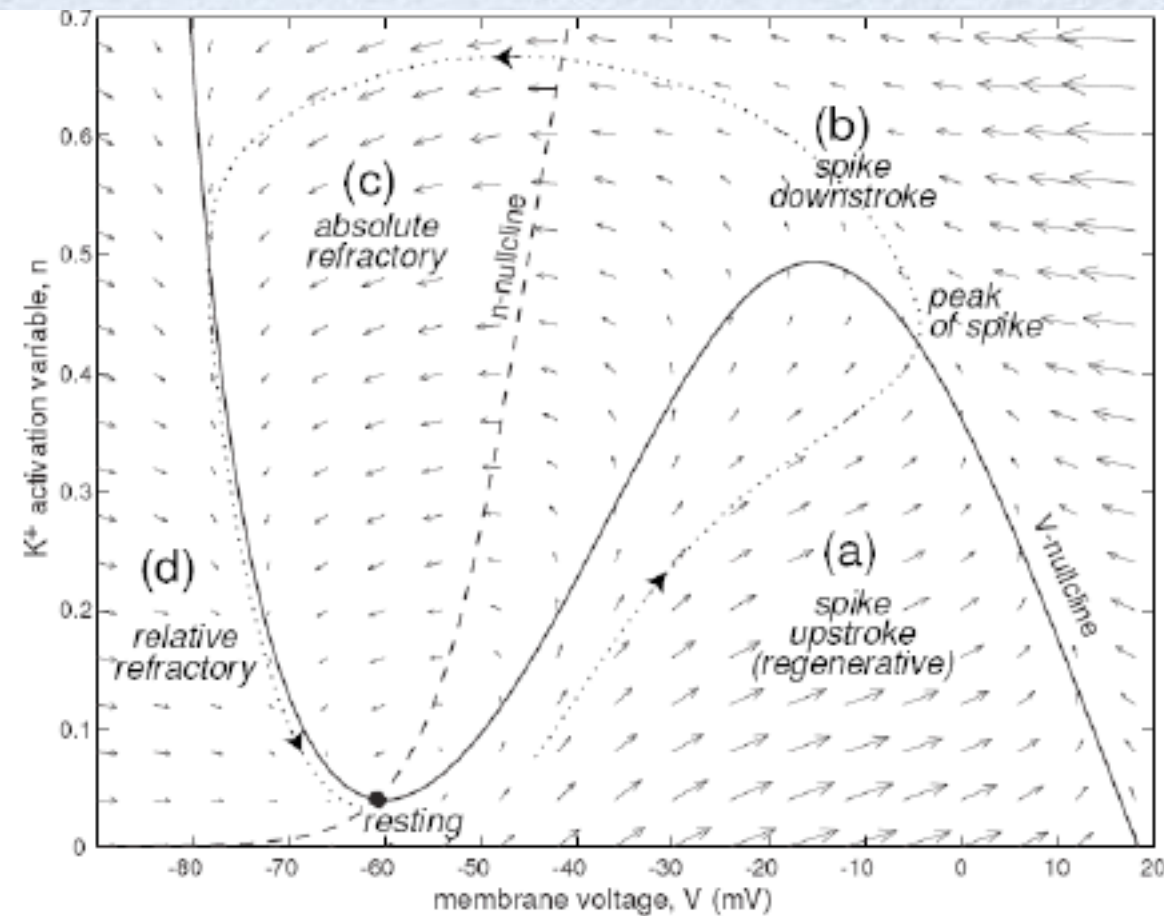 0.7
0.6
0.5
0.4
0.3
0.2
0.1
0
K+ activation variable, n
(b)
spike
downstroke
(c)
absolute
refractory
n-nullcline
peak
of spike
(a)
spike
upstroke
(regenerative)
V-nullcline
(d)
relative
refractory
resting
-80 -70 -60 -50 -40 -30 -20 -10 0 10 20
membrane voltage, V (mV)